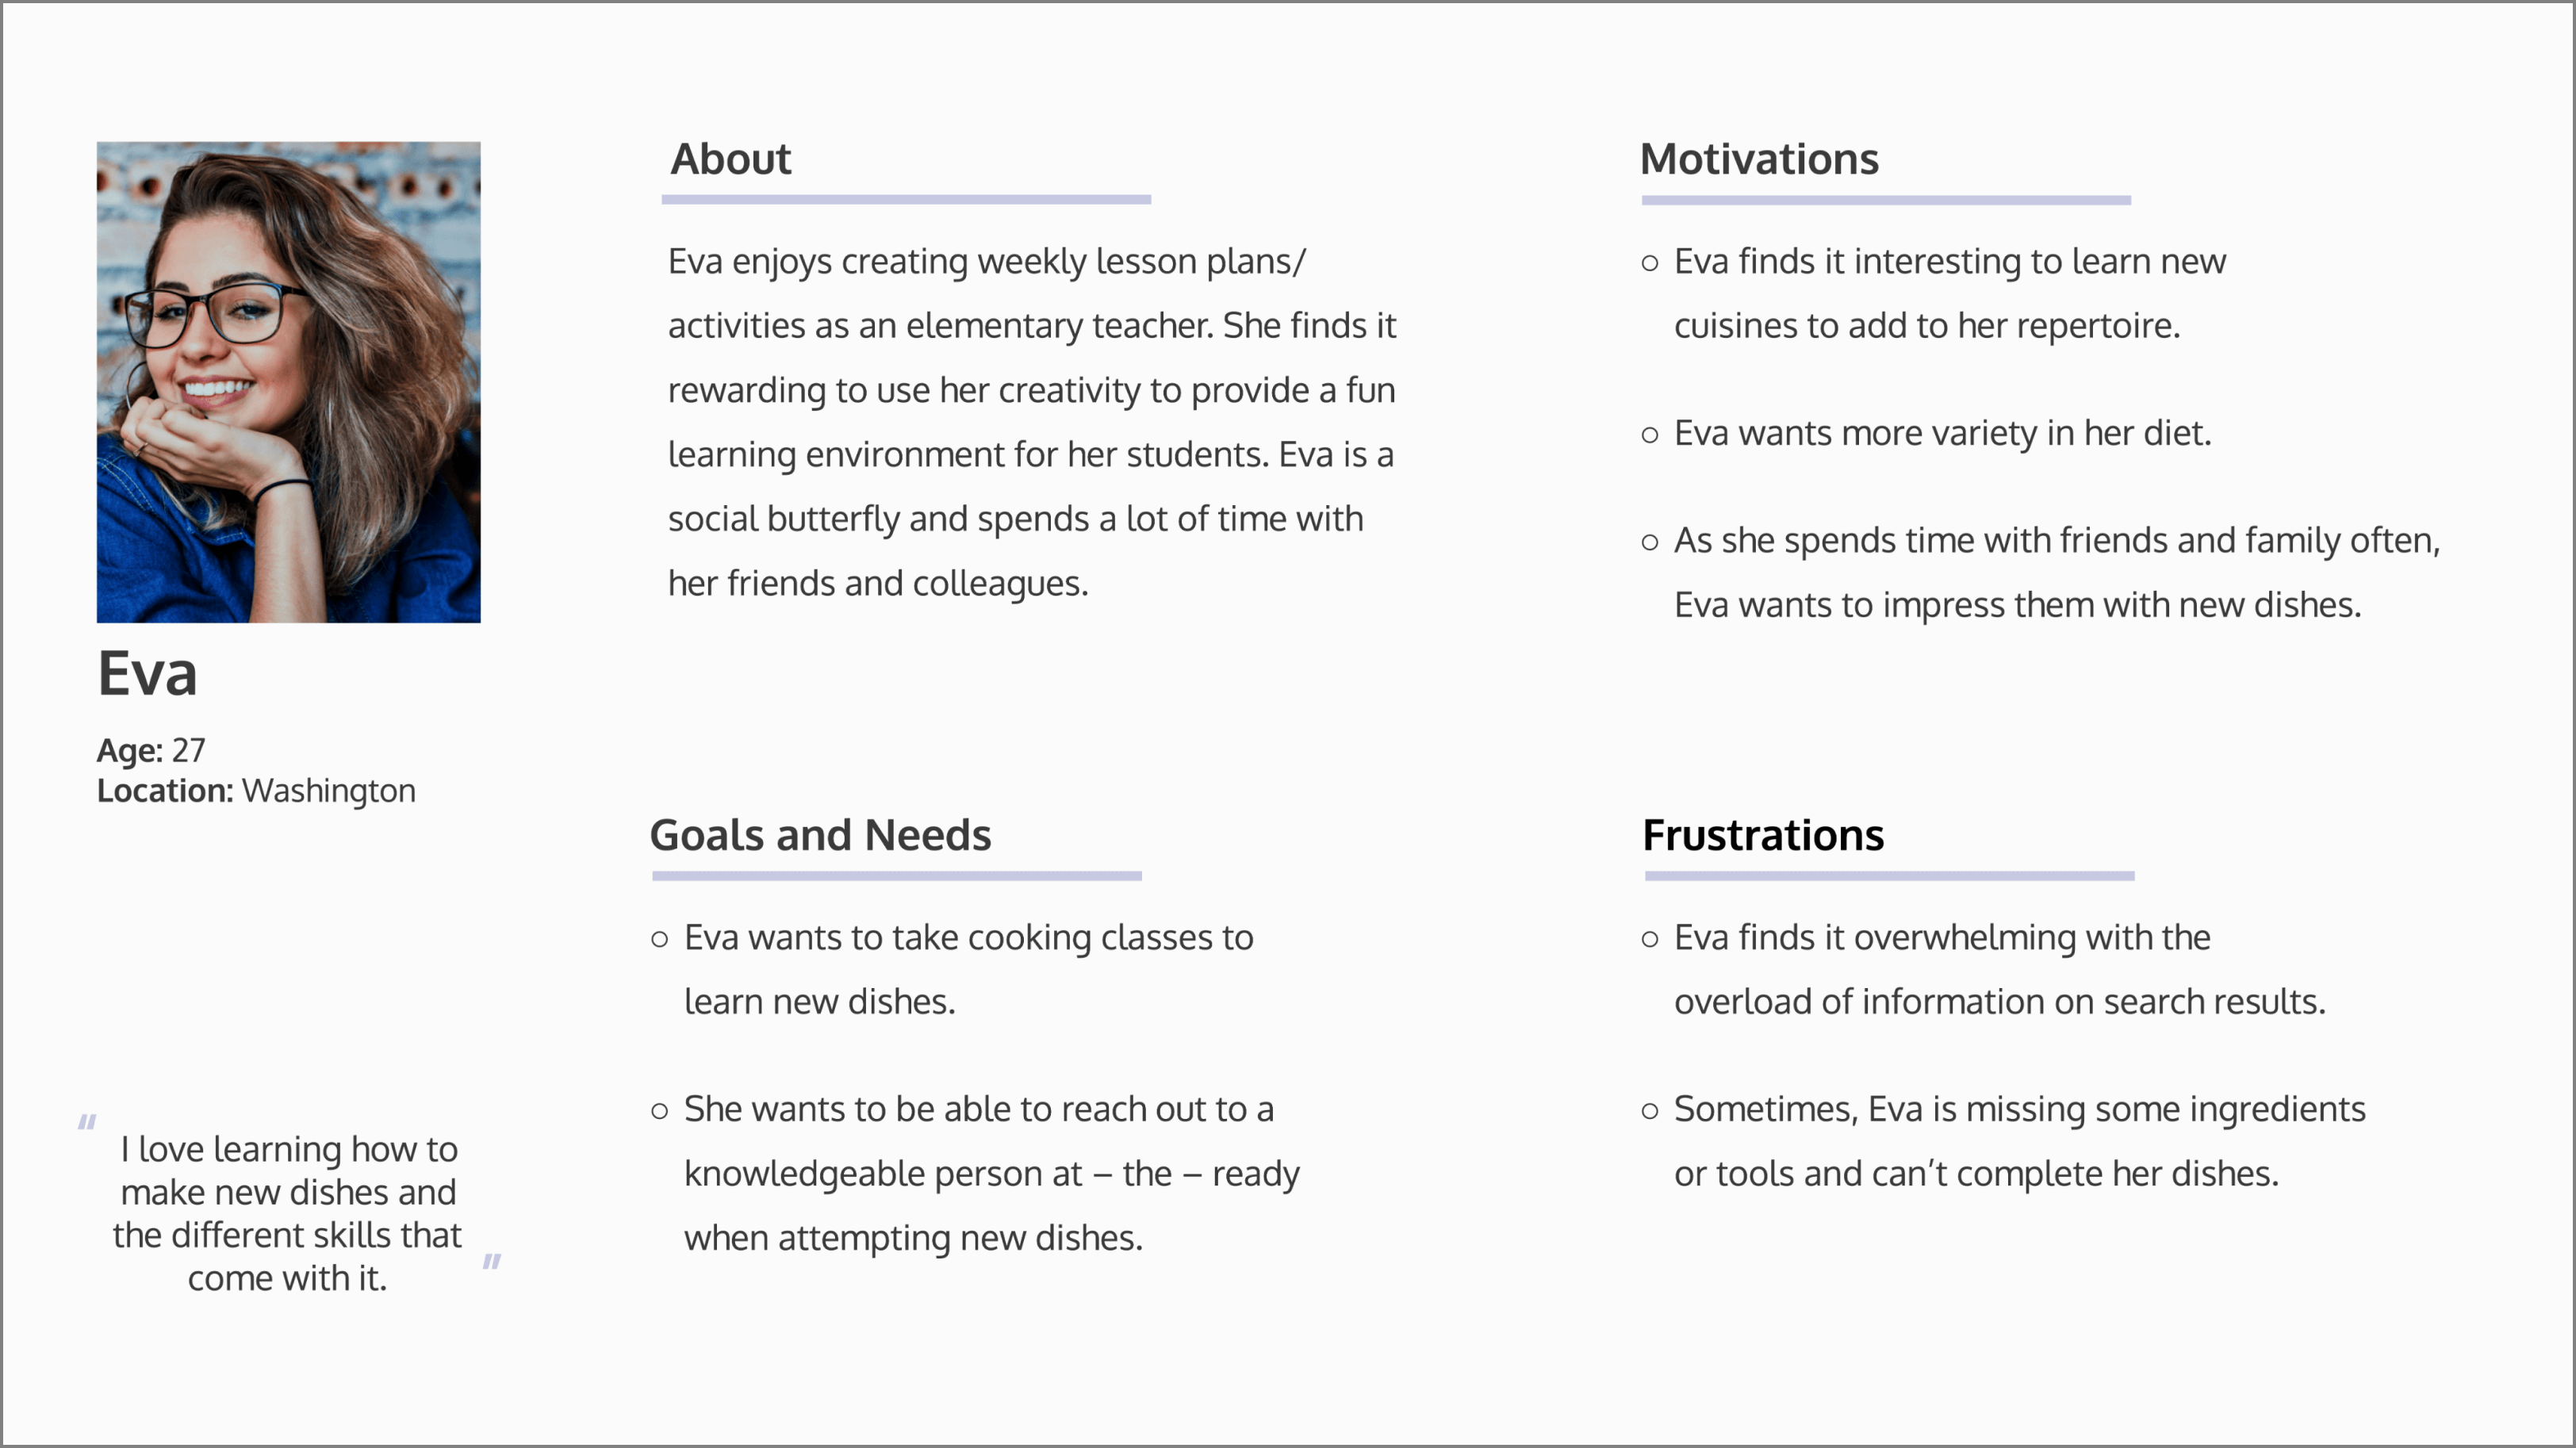 Eva
Age: 27
Location: Washington
“
I love learning how to
make new dishes and
the different skills that
come with it.
”
About
Eva enjoys creating weekly lesson plans/
activities as an elementary teacher. She finds it
rewarding to use her creativity to provide a fun
learning environment for her students. Eva is a
social butterfly and spends a lot of time with
her friends and colleagues.
Goals and Needs
○ Eva wants to take cooking classes to
learn new dishes.
○ She wants to be able to reach out to a
knowledgeable person at – the – ready
when attempting new dishes.
Motivations
○ Eva finds it interesting to learn new
cuisines to add to her repertoire.
○ Eva wants more variety in her diet.
○ As she spends time with friends and family often,
Eva wants to impress them with new dishes.
Frustrations
○ Eva finds it overwhelming with the
overload of information on search results.
○ Sometimes, Eva is missing some ingredients
or tools and can’t complete her dishes.